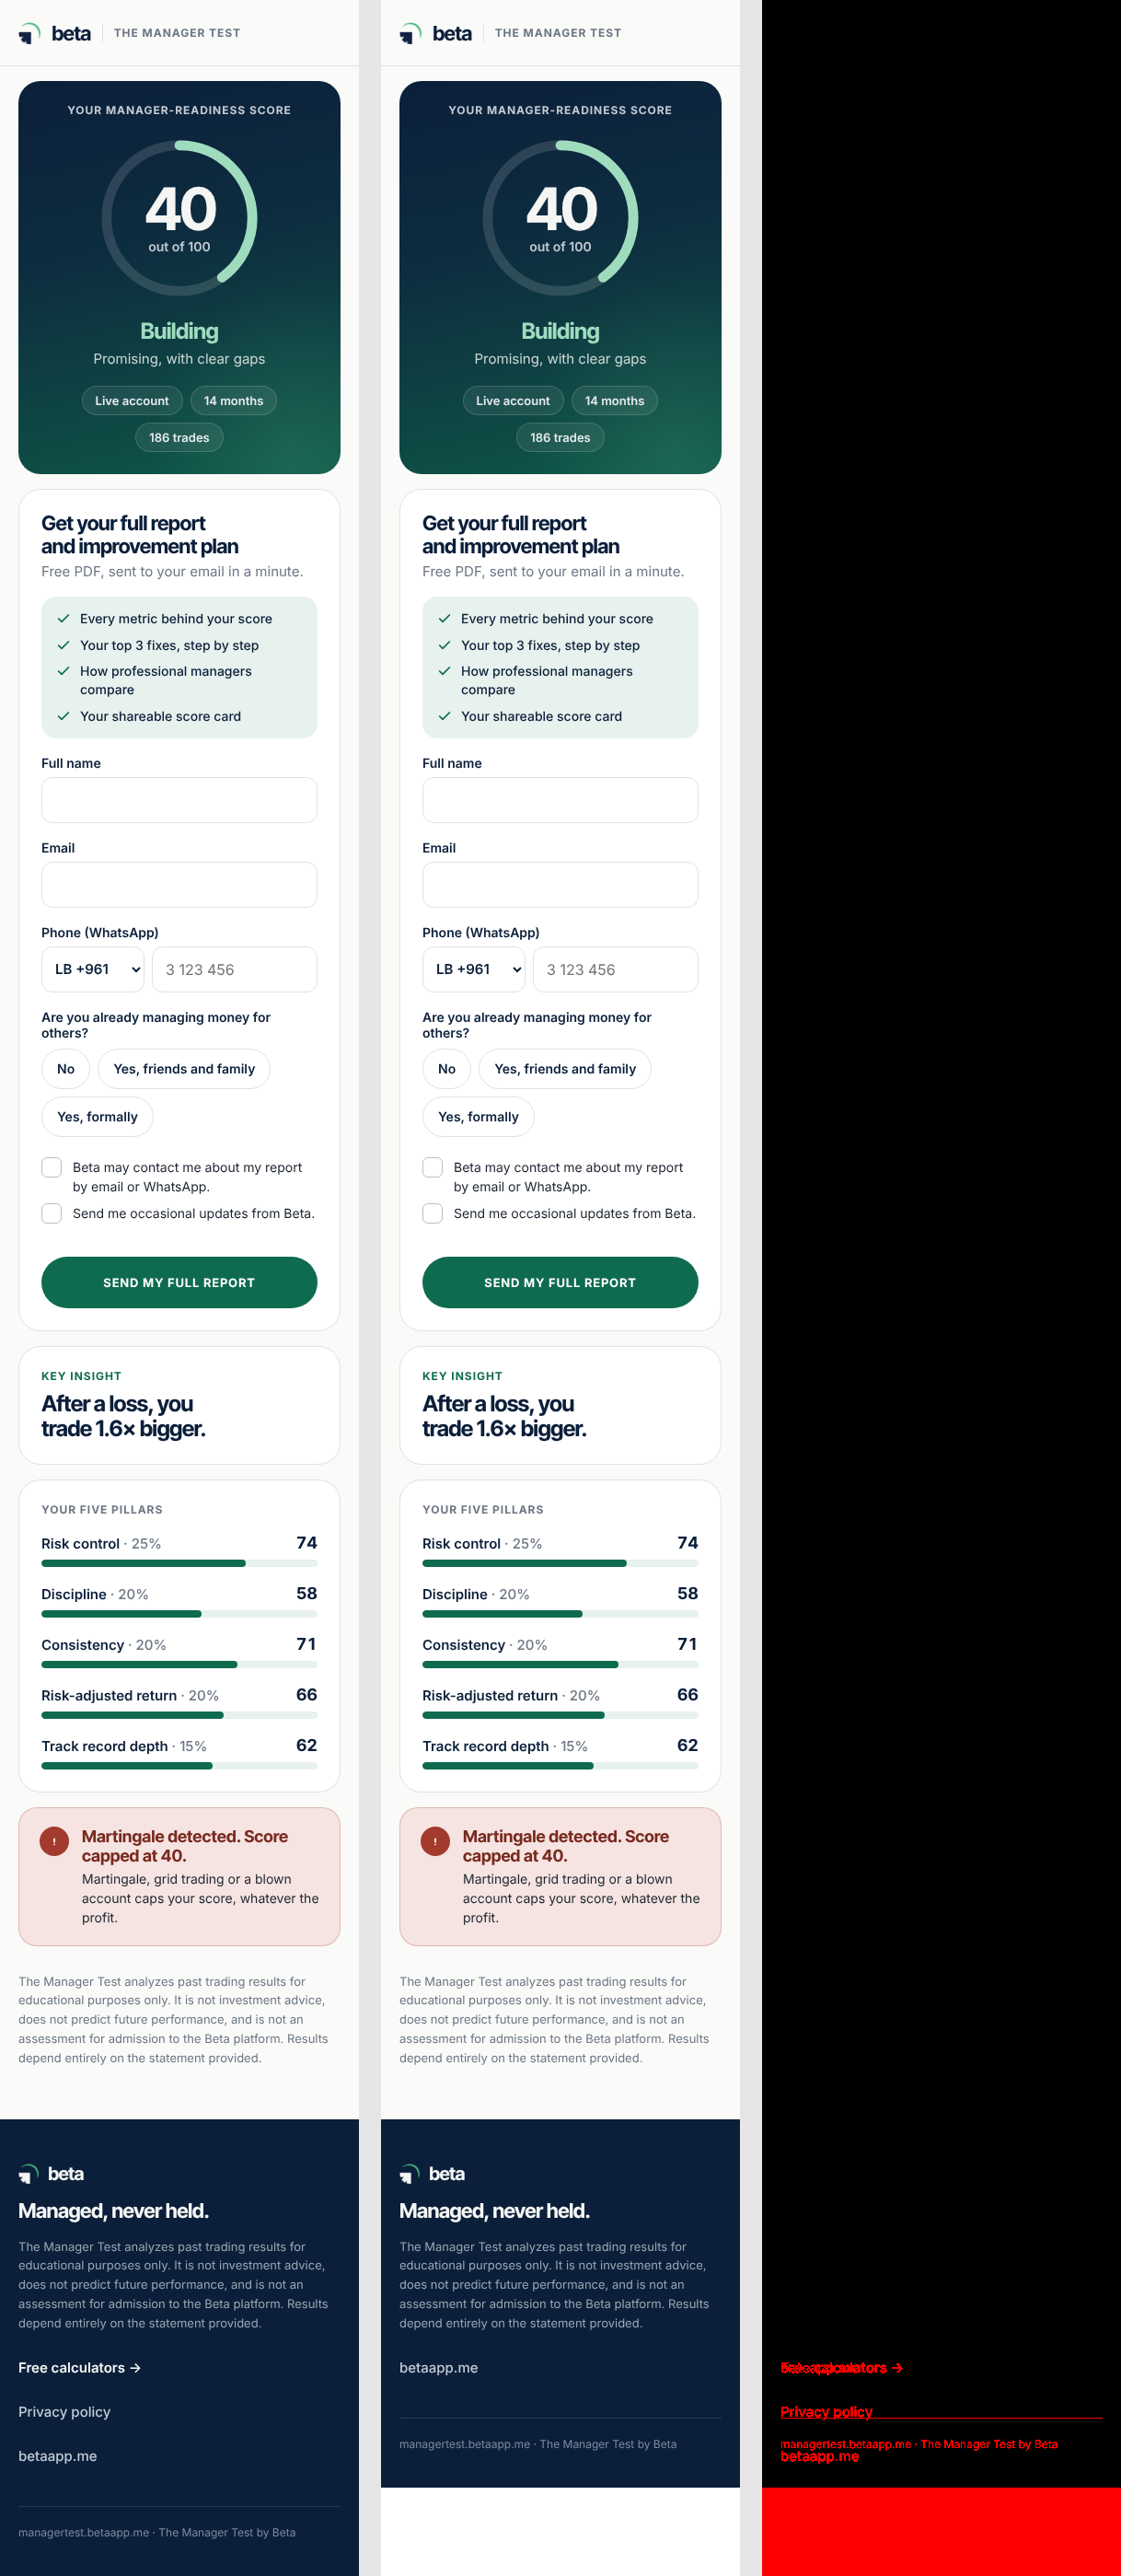 beta
THE MANAGER TEST
YOUR MANAGER-READINESS SCORE
40
out of 100
Building
Promising, with clear gaps
Live account
14 months
186 trades
Get your full report
and improvement plan
Free PDF, sent to your email in a minute.
Every metric behind your score
Your top 3 fixes, step by step
How professional managers
compare
Your shareable score card
Full name
Email
Phone (WhatsApp)
LB +961
3 123 456
Are you already managing money for
others?
No
Yes, friends and family
Yes, formally
Beta may contact me about my report
by email or WhatsApp.
Send me occasional updates from Beta.
SEND MY FULL REPORT
KEY INSIGHT
After a loss, you
trade 1.6× bigger.
YOUR FIVE PILLARS
Risk control · 25% 74
Discipline · 20% 58
Consistency · 20% 71
Risk-adjusted return · 20% 66
Track record depth · 15% 62
!
Martingale detected. Score
capped at 40.
Martingale, grid trading or a blown
account caps your score, whatever the
profit.
The Manager Test analyzes past trading results for
educational purposes only. It is not investment advice,
does not predict future performance, and is not an
assessment for admission to the Beta platform. Results
depend entirely on the statement provided.
beta
Managed, never held.
The Manager Test analyzes past trading results for
educational purposes only. It is not investment advice,
does not predict future performance, and is not an
assessment for admission to the Beta platform. Results
depend entirely on the statement provided.
Free calculators →
Privacy policy
betaapp.me
managertest.betaapp.me · The Manager Test by Beta
beta
THE MANAGER TEST
YOUR MANAGER-READINESS SCORE
40
out of 100
Building
Promising, with clear gaps
Live account
14 months
186 trades
Get your full report
and improvement plan
Free PDF, sent to your email in a minute.
Every metric behind your score
Your top 3 fixes, step by step
How professional managers
compare
Your shareable score card
Full name
Email
Phone (WhatsApp)
LB +961
3 123 456
Are you already managing money for
others?
No
Yes, friends and family
Yes, formally
Beta may contact me about my report
by email or WhatsApp.
Send me occasional updates from Beta.
SEND MY FULL REPORT
KEY INSIGHT
After a loss, you
trade 1.6× bigger.
YOUR FIVE PILLARS
Risk control · 25% 74
Discipline · 20% 58
Consistency · 20% 71
Risk-adjusted return · 20% 66
Track record depth · 15% 62
!
Martingale detected. Score
capped at 40.
Martingale, grid trading or a blown
account caps your score, whatever the
profit.
The Manager Test analyzes past trading results for
educational purposes only. It is not investment advice,
does not predict future performance, and is not an
assessment for admission to the Beta platform. Results
depend entirely on the statement provided.
beta
Managed, never held.
The Manager Test analyzes past trading results for
educational purposes only. It is not investment advice,
does not predict future performance, and is not an
assessment for admission to the Beta platform. Results
depend entirely on the statement provided.
betaapp.me
managertest.betaapp.me · The Manager Test by Beta
Privacy policy
managertest.betaapp.me · The Manager Test by Beta
betaapp.me